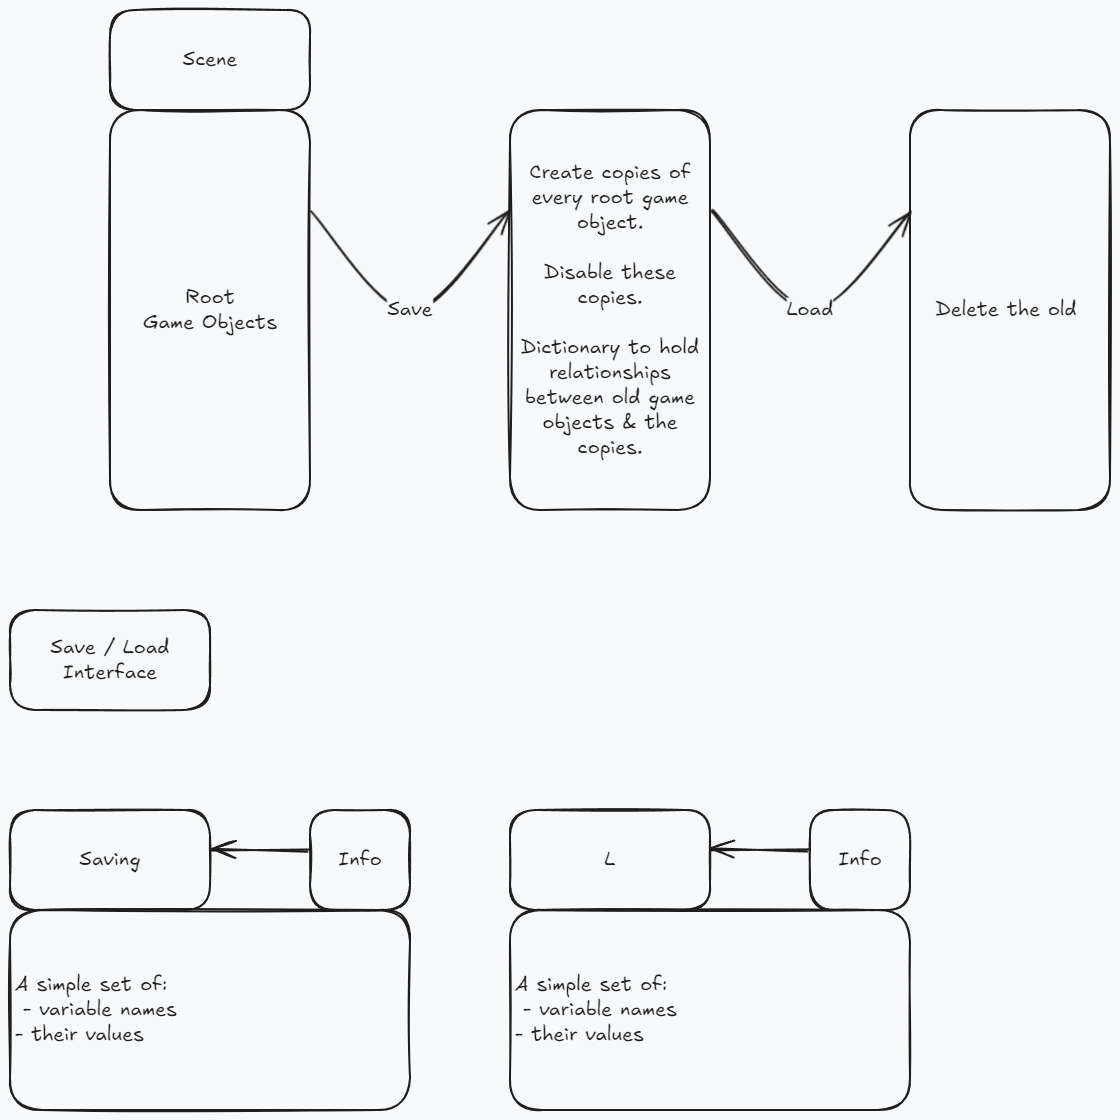 Scene
Root
Game Objects
Save
Create copies of
every root game
object.
Disable these
copies.
Dictionary to hold
relationships
between old game
objects & the
copies.
Load
Delete the old
Save / Load
Interface
Saving
Info
A simple set of:
- variable names
- their values
L
Info
A simple set of:
- variable names
- their values